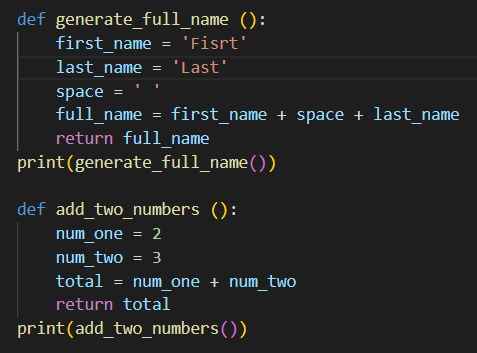 def generate_full_name ():
    first_name = 'Fisrt'
    last_name = 'Last'
    space = ' '
    full_name = first_name + space + last_name
    return full_name
print(generate_full_name())

def add_two_numbers ():
    num_one = 2
    num_two = 3
    total = num_one + num_two
    return total
print(add_two_numbers())